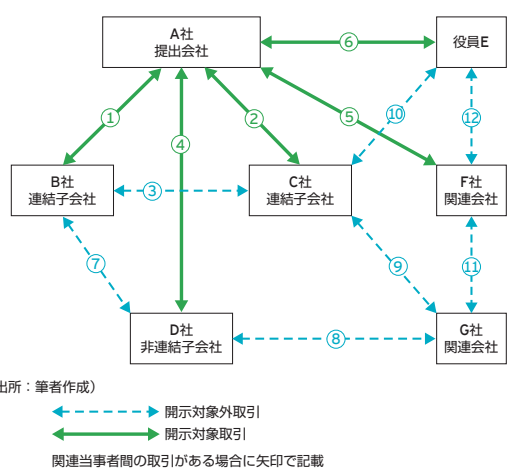 A社
提出会社
⑥
役員E
①
④
②
⑤
⑩
⑫
B社
連結子会社
③
C社
連結子会社
F社
関連会社
⑦
⑨
⑪
D社
非連結子会社
⑧
G社
関連会社
出所：筆者作成）
開示対象外取引
開示対象取引
関連当事者間の取引がある場合に矢印で記載